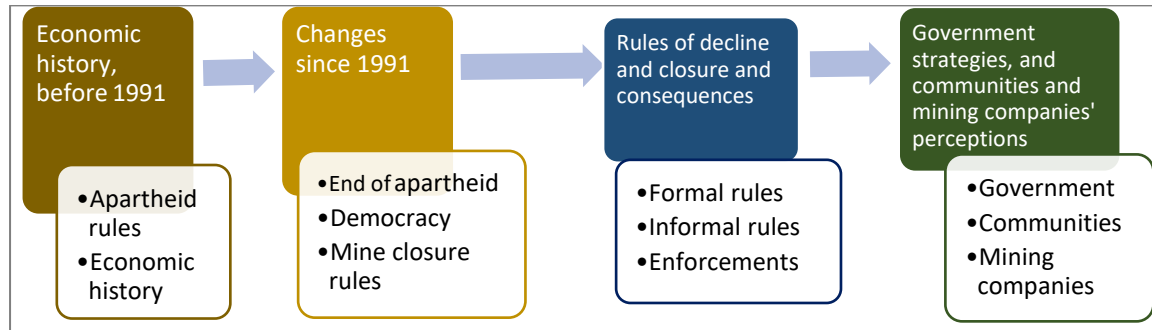 Economic
history,
before 1991
•Apartheid
rules
•Economic
history
Changes
since 1991
•End of apartheid
•Democracy
•Mine closure
rules
Rules of decline
and closure and
consequences
•Formal rules
•Informal rules
•Enforcements
Government
strategies, and
communities and
mining companies'
perceptions
•Government
•Communities
•Mining
companies